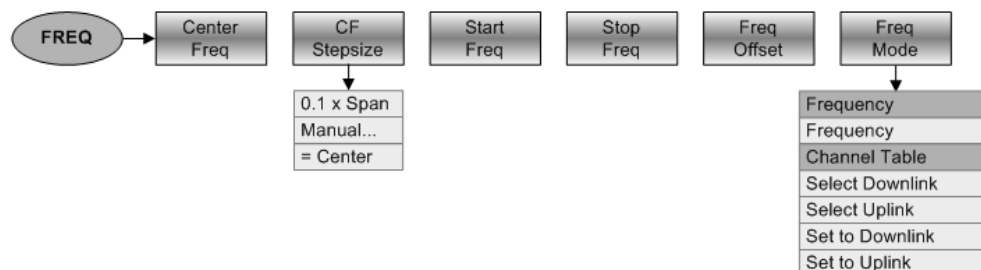 FREQ
Center
Freq
CF
Stepsize
Start
Freq
Stop
Freq
Freq
Offset
Freq
Mode
0.1 x Span
Manual...
= Center
Frequency
Frequency
Channel Table
Select Downlink
Select Uplink
Set to Downlink
Set to Uplink